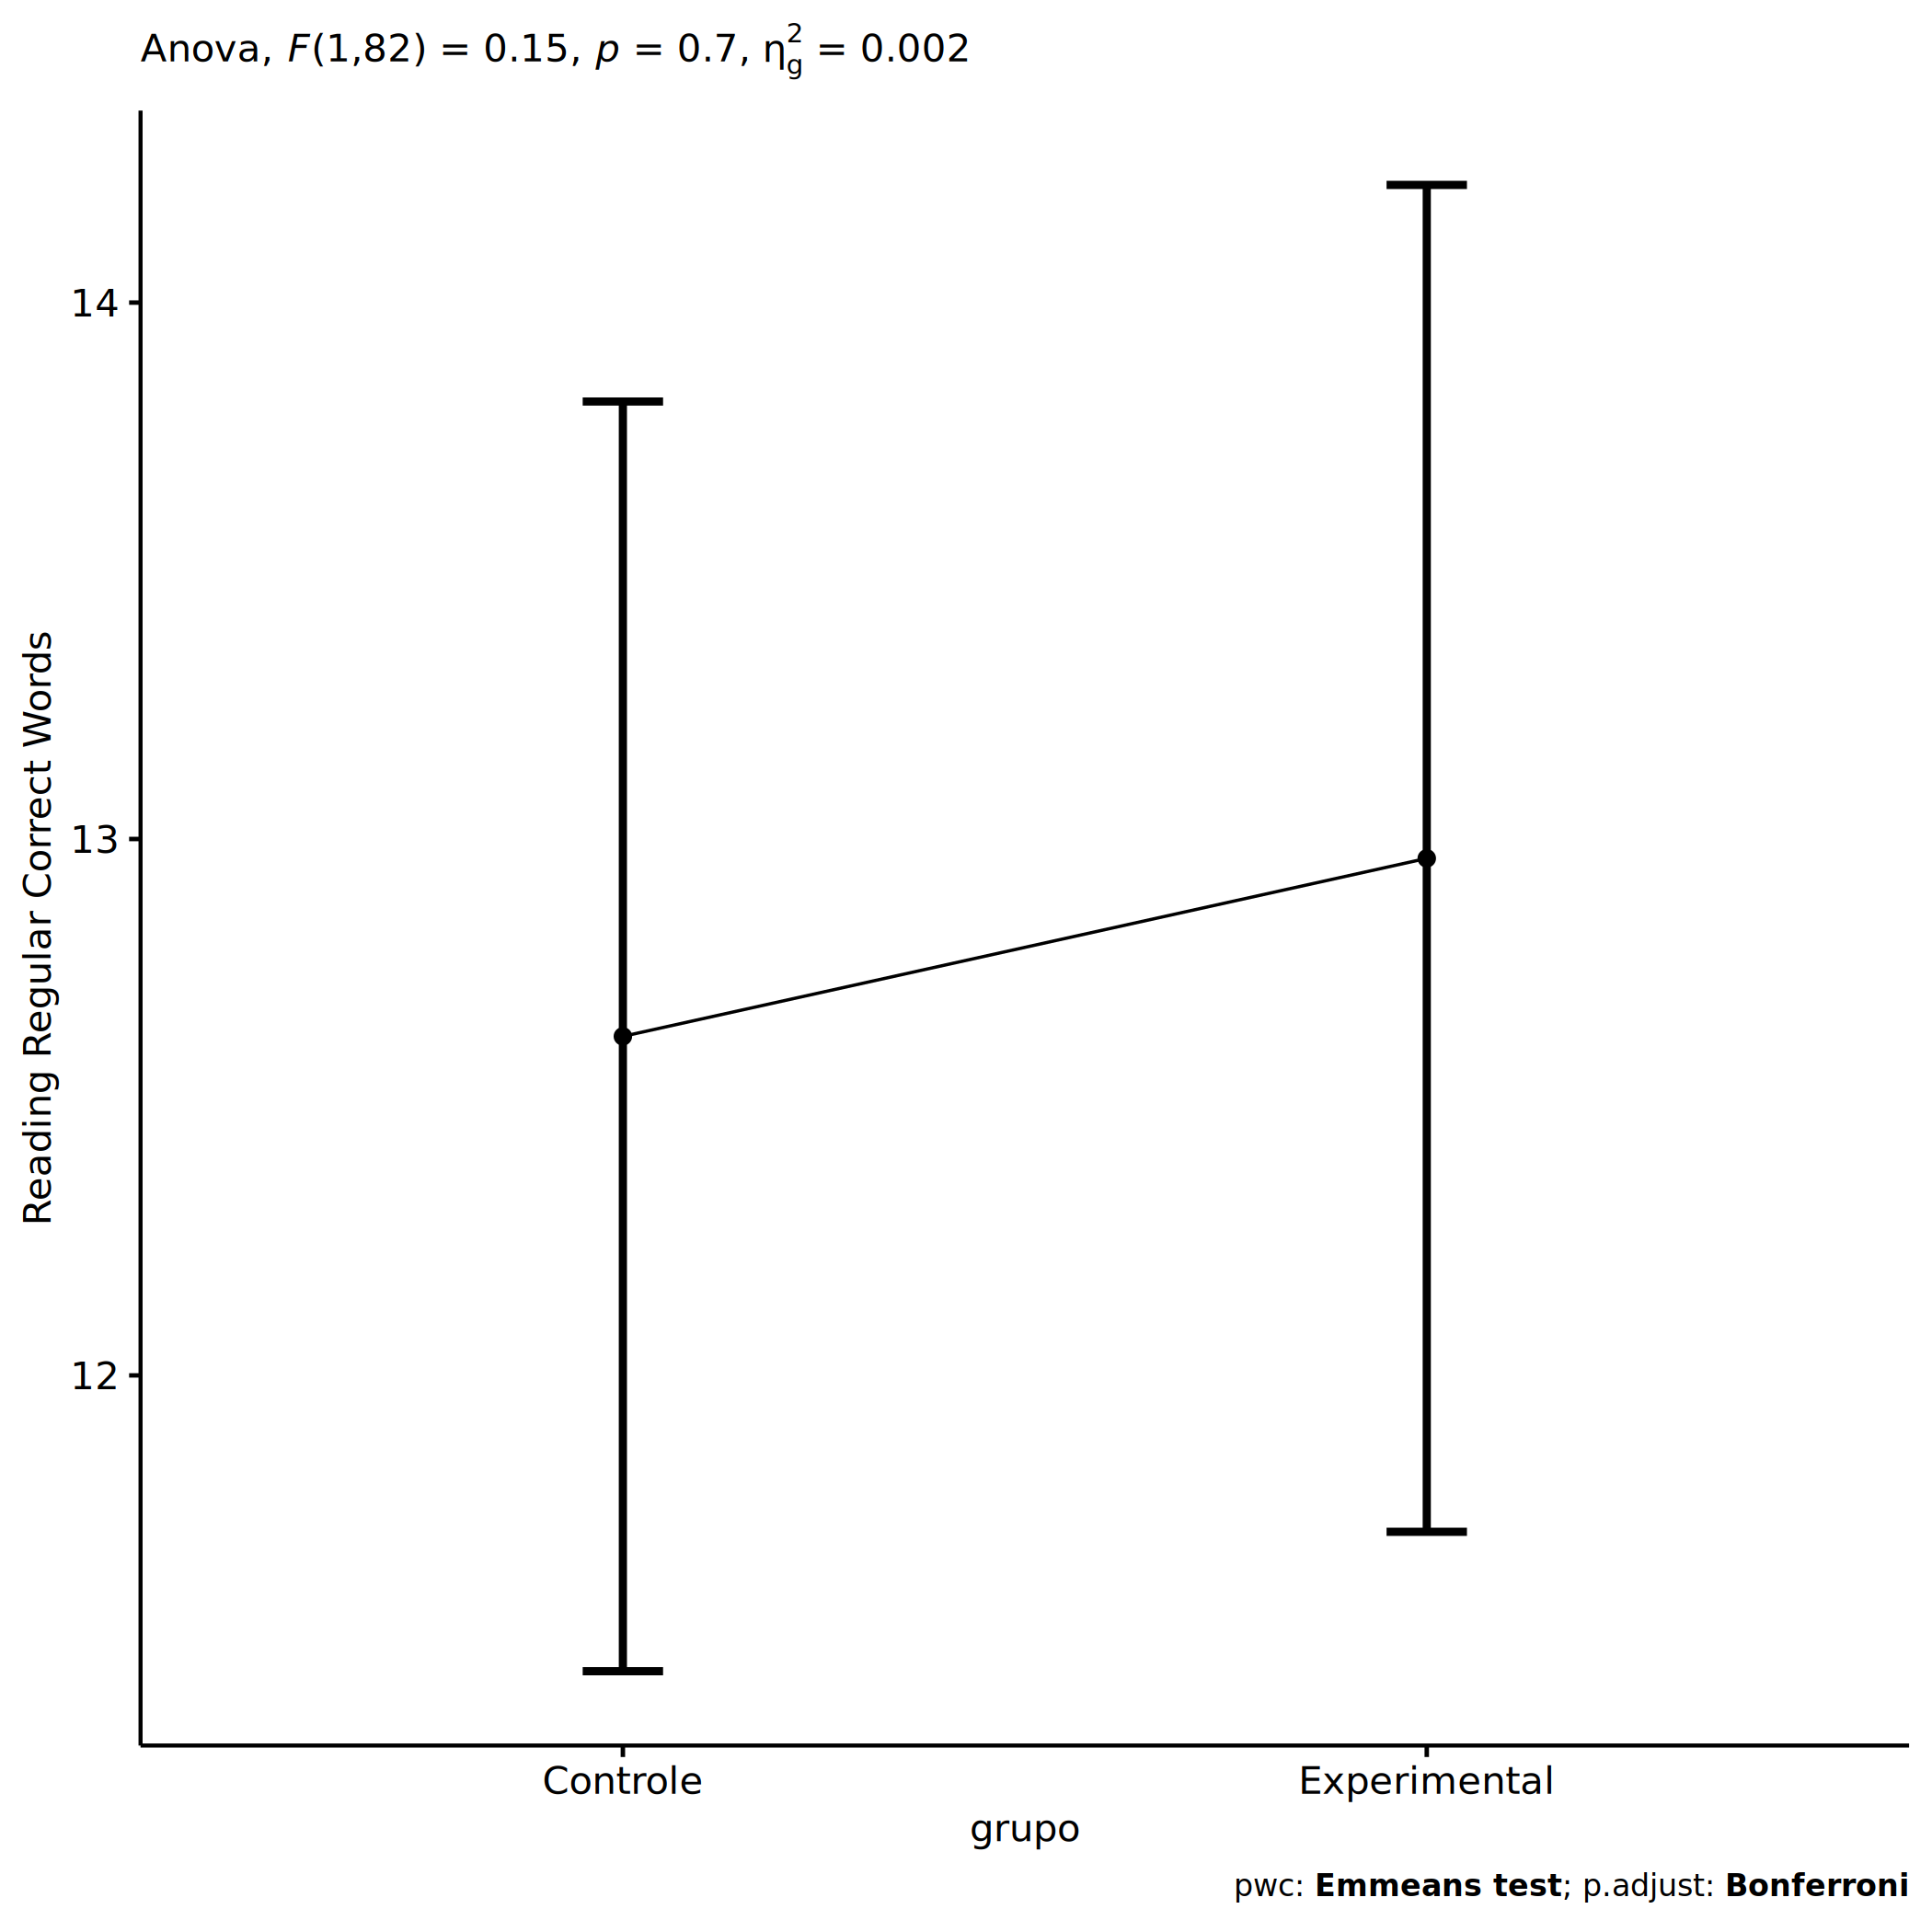 Anova, F(1,82) = 0.15, p = 0.7, η²g = 0.002
Reading Regular Correct Words
14
13
12
Controle
Experimental
grupo
pwc: Emmeans test; p.adjust: Bonferroni